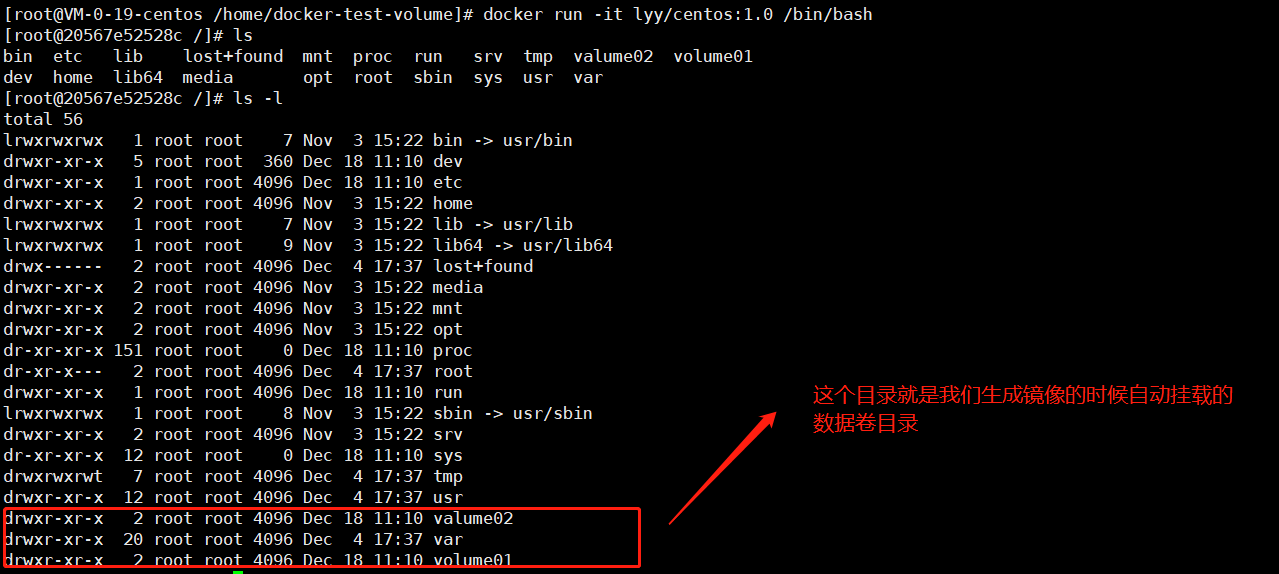 [root@VM-0-19-centos /home/docker-test-volume]# docker run -it lyy/centos:1.0 /bin/bash
[root@20567e52528c /]# ls
bin  etc   lib    lost+found  mnt  proc  run   srv  tmp  valume02  volume01
dev  home  lib64  media       opt  root  sbin  sys  usr  var
[root@20567e52528c /]# ls -l
total 56
lrwxrwxrwx   1 root root    7 Nov  3 15:22 bin -> usr/bin
drwxr-xr-x   5 root root  360 Dec 18 11:10 dev
drwxr-xr-x   1 root root 4096 Dec 18 11:10 etc
drwxr-xr-x   2 root root 4096 Nov  3 15:22 home
lrwxrwxrwx   1 root root    7 Nov  3 15:22 lib -> usr/lib
lrwxrwxrwx   1 root root    9 Nov  3 15:22 lib64 -> usr/lib64
drwx------   2 root root 4096 Dec  4 17:37 lost+found
drwxr-xr-x   2 root root 4096 Nov  3 15:22 media
drwxr-xr-x   2 root root 4096 Nov  3 15:22 mnt
drwxr-xr-x   2 root root 4096 Nov  3 15:22 opt
dr-xr-xr-x 151 root root    0 Dec 18 11:10 proc
dr-xr-x---   2 root root 4096 Dec  4 17:37 root
drwxr-xr-x   1 root root 4096 Dec 18 11:10 run
lrwxrwxrwx   1 root root    8 Nov  3 15:22 sbin -> usr/sbin
drwxr-xr-x   2 root root 4096 Nov  3 15:22 srv
dr-xr-xr-x  12 root root    0 Dec 18 11:10 sys
drwxrwxrwt   7 root root 4096 Dec  4 17:37 tmp
drwxr-xr-x  12 root root 4096 Dec  4 17:37 usr
drwxr-xr-x   2 root root 4096 Dec 18 11:10 valume02
drwxr-xr-x  20 root root 4096 Dec  4 17:37 var
drwxr-xr-x   2 root root 4096 Dec 18 11:10 volume01
这个目录就是我们生成镜像的时候自动挂载的
数据卷目录